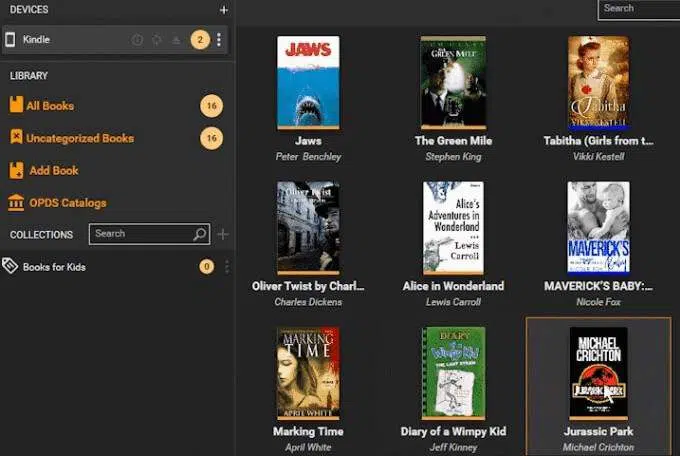 DEVICES +
Kindle 2
LIBRARY
All Books 16
Uncategorized Books 16
Add Book
OPDS Catalogs
COLLECTIONS Search +
Books for Kids 0
Search
JAWS
GREEN MILE
Tabitha
VIKKI KESTELL
Jaws
The Green Mile
Tabitha (Girls from t...
Peter Benchley
Stephen King
Vikki Kestell
Oliver Twist
Alice's
Adventures in
Wonderland
Lewis
Carroll
MAVERICK'S
Baby
NICOLE FOX
Oliver Twist by Charl...
Alice in Wonderland
MAVERICK'S BABY:...
Charles Dickens
Lewis Carroll
Nicole Fox
MARKING
TIME
APRIL WHITE
DIARY
of a
Wimpy Kid
THE LAST STRAW
MICHAEL
CRICHTON
JURASSIC PARK
Marking Time
Diary of a Wimpy Kid
Jurassic Park
April White
Jeff Kinney
Michael Crichton